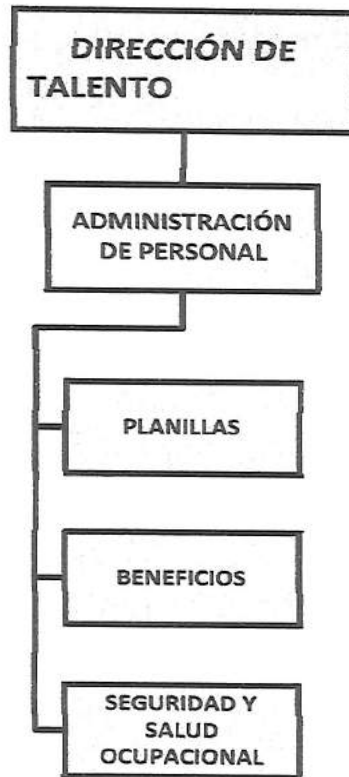 DIRECCIÓN DE
TALENTO
ADMINISTRACIÓN
DE PERSONAL
PLANILLAS
BENEFICIOS
SEGURIDAD Y
SALUD
OCUPACIONAL